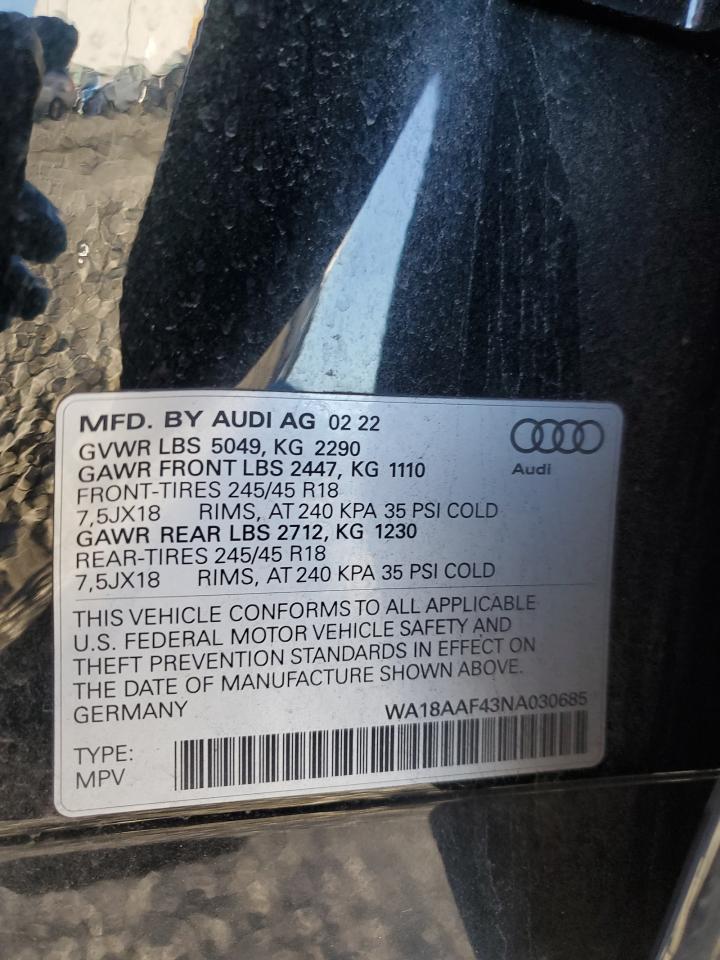 MFD. BY AUDI AG 02 22
GVWR LBS 5049, KG 2290
GAWR FRONT LBS 2447, KG 1110
FRONT-TIRES 245/45 R18
7,5JX18 RIMS, AT 240 KPA 35 PSI COLD
GAWR REAR LBS 2712, KG 1230
REAR-TIRES 245/45 R18
7,5JX18 RIMS, AT 240 KPA 35 PSI COLD
Audi
THIS VEHICLE CONFORMS TO ALL APPLICABLE
U.S. FEDERAL MOTOR VEHICLE SAFETY AND
THEFT PREVENTION STANDARDS IN EFFECT ON
THE DATE OF MANUFACTURE SHOWN ABOVE.
GERMANY WA18AAF43NA030685
TYPE:
MPV